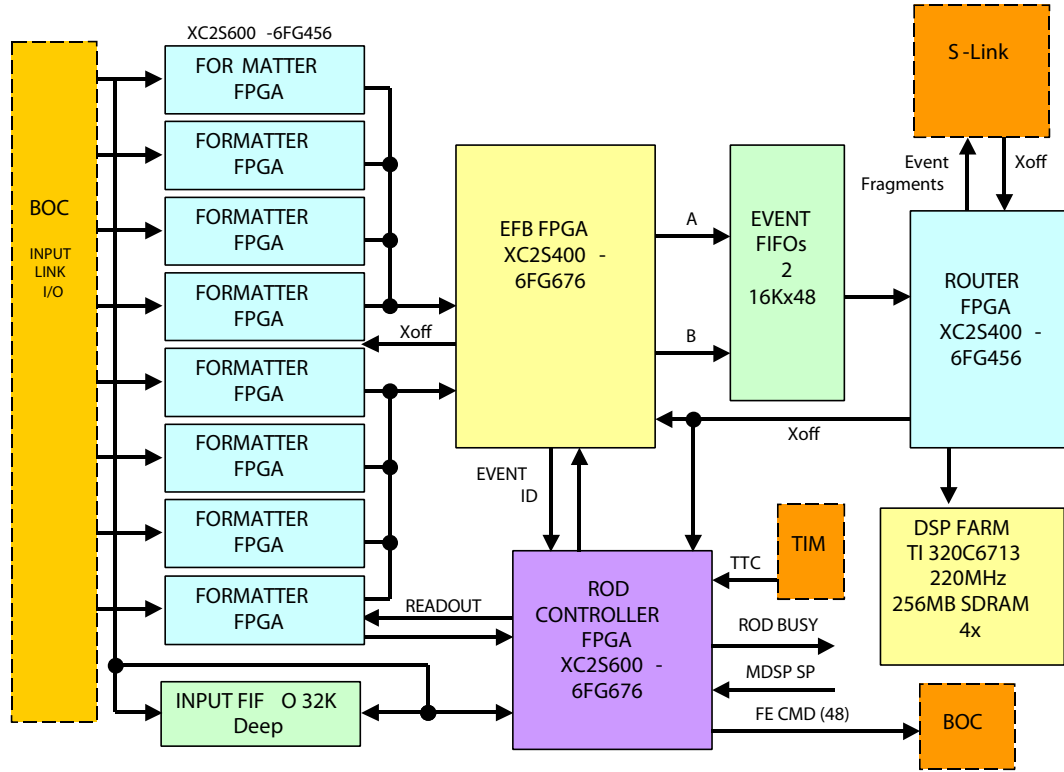 XC2S600 -6FG456
BOC
INPUT
LINK
I/O
FOR MATTER
FPGA
FORMATTER
FPGA
FORMATTER
FPGA
FORMATTER
FPGA
FORMATTER
FPGA
FORMATTER
FPGA
FORMATTER
FPGA
FORMATTER
FPGA
INPUT FIF O 32K
Deep
Xoff
READOUT
EFB FPGA
XC2S400 -
6FG676
EVENT
ID
A
B
EVENT
FIFOs
2
16Kx48
S-Link
Event
Fragments
Xoff
ROUTER
FPGA
XC2S400 -
6FG456
Xoff
DSP FARM
TI 320C6713
220MHz
256MB SDRAM
4x
TIM
TTC
ROD
CONTROLLER
FPGA
XC2S600 -
6FG676
ROD BUSY
MDSP SP
FE CMD (48)
BOC